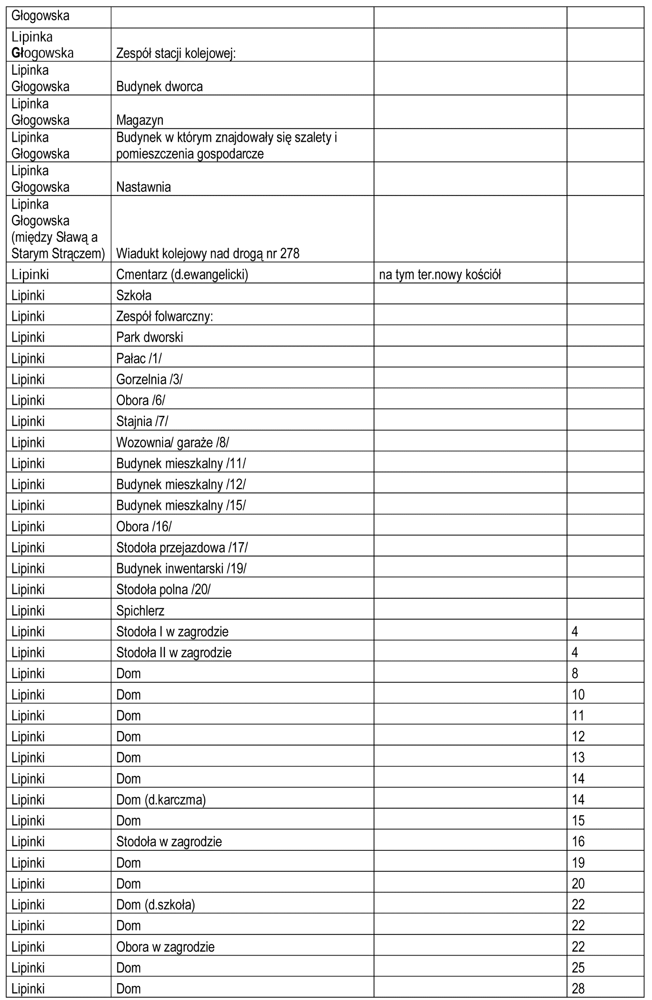 Głogowska
Lipinka
Głogowska Zespół stacji kolejowej:
Lipinka
Głogowska Budynek dworca
Lipinka
Głogowska Magazyn
Lipinka Budynek w którym znajdowały się szalety i
Głogowska pomieszczenia gospodarcze
Lipinka
Głogowska Nastawnia
Lipinka
Głogowska
(między Sławą a
Starym Strączem) Wiadukt kolejowy nad drogą nr 278
Lipinki Cmentarz (d.ewangelicki) na tym ter.nowy kościół
Lipinki Szkoła
Lipinki Zespół folwarczny:
Lipinki Park dworski
Lipinki Pałac /1/
Lipinki Gorzelnia /3/
Lipinki Obora /6/
Lipinki Stajnia /7/
Lipinki Wozownia/ garaże /8/
Lipinki Budynek mieszkalny /11/
Lipinki Budynek mieszkalny /12/
Lipinki Budynek mieszkalny /15/
Lipinki Obora /16/
Lipinki Stodoła przejazdowa /17/
Lipinki Budynek inwentarski /19/
Lipinki Stodoła polna /20/
Lipinki Spichlerz
Lipinki Stodoła I w zagrodzie 4
Lipinki Stodoła II w zagrodzie 4
Lipinki Dom 8
Lipinki Dom 10
Lipinki Dom 11
Lipinki Dom 12
Lipinki Dom 13
Lipinki Dom 14
Lipinki Dom (d.karczma) 14
Lipinki Dom 15
Lipinki Stodoła w zagrodzie 16
Lipinki Dom 19
Lipinki Dom 20
Lipinki Dom (d.szkoła) 22
Lipinki Dom 22
Lipinki Obora w zagrodzie 22
Lipinki Dom 25
Lipinki Dom 28